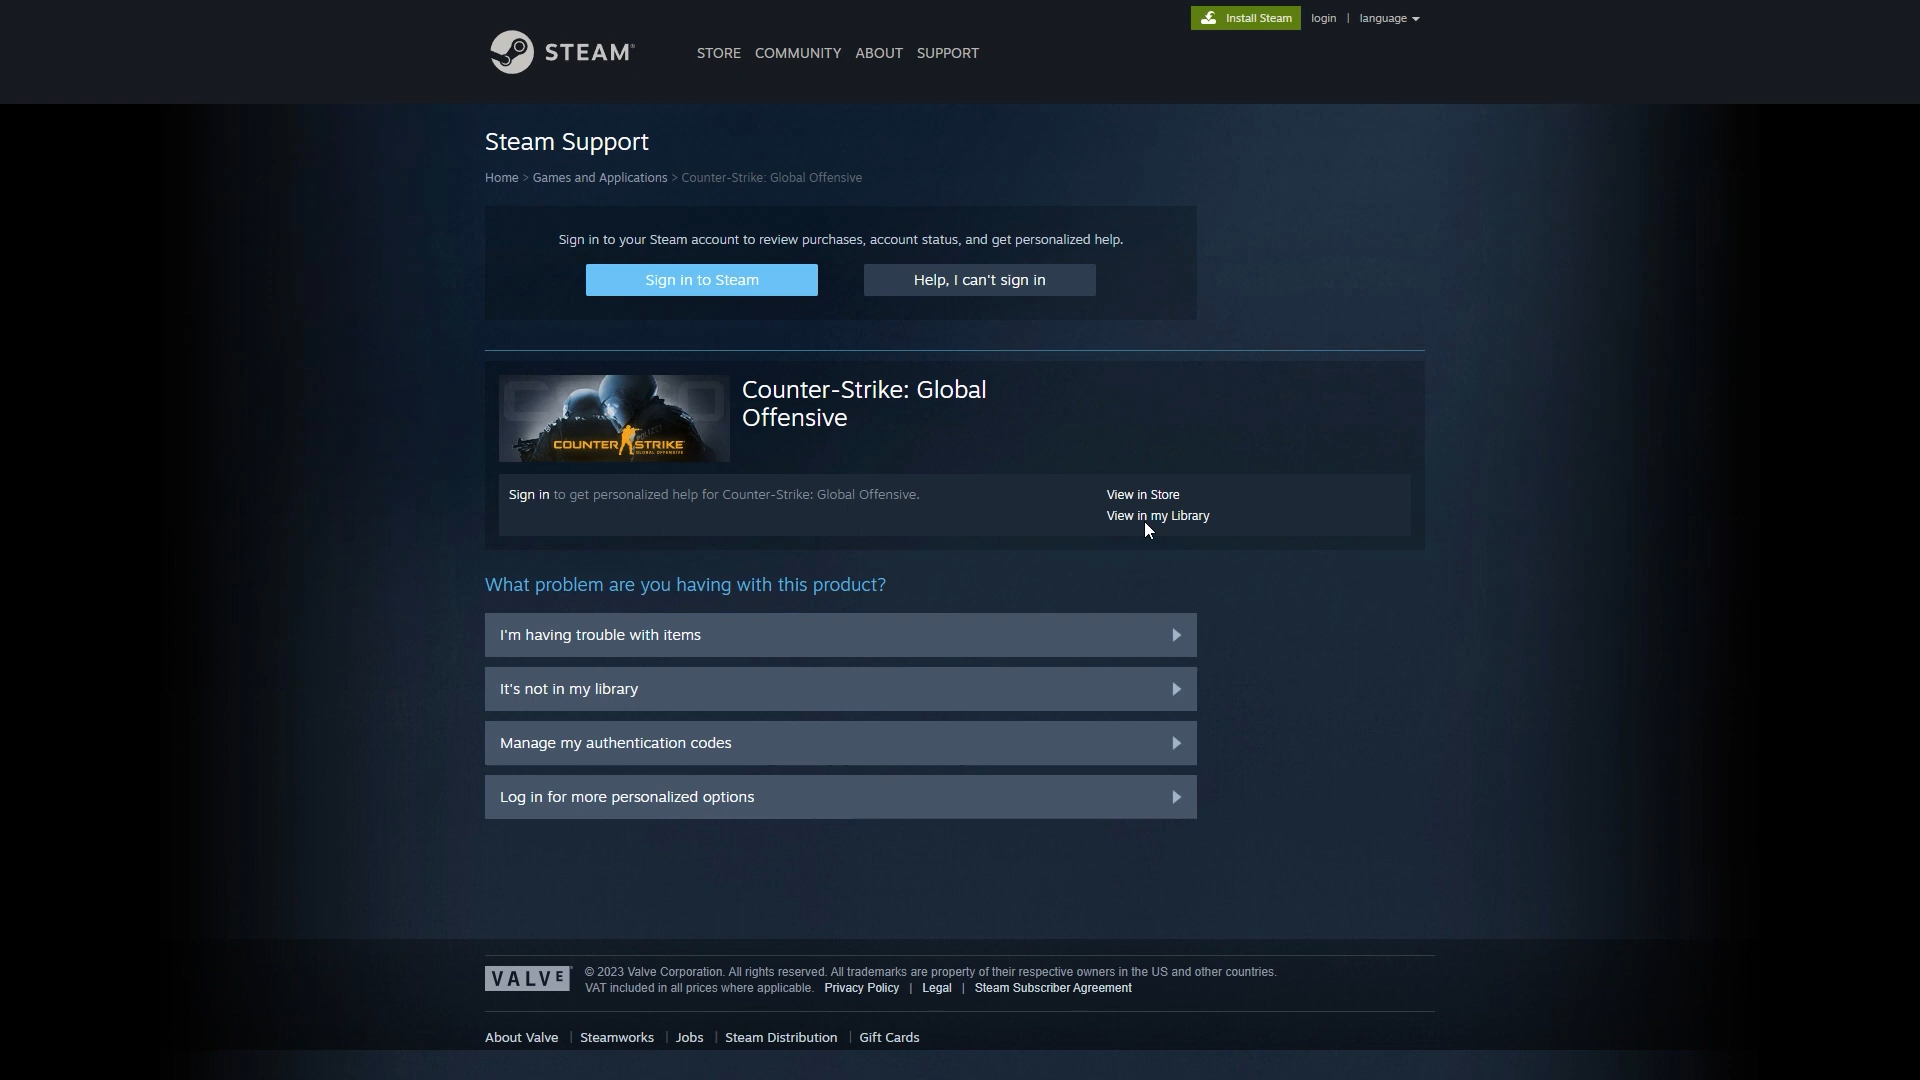 Install Steam login | language
STEAM® STORE COMMUNITY ABOUT SUPPORT
Steam Support
Home > Games and Applications > Counter-Strike: Global Offensive
Sign in to your Steam account to review purchases, account status, and get personalized help.
Sign in to Steam Help, I can't sign in
Counter-Strike: Global
Offensive
COUNTER STRIKE
GLOBAL OFFENSIVE
Sign in to get personalized help for Counter-Strike: Global Offensive.
View in Store
View in my Library
What problem are you having with this product?
I'm having trouble with items
It's not in my library
Manage my authentication codes
Log in for more personalized options
VALVE © 2023 Valve Corporation. All rights reserved. All trademarks are property of their respective owners in the US and other countries.
VAT included in all prices where applicable. Privacy Policy | Legal | Steam Subscriber Agreement
About Valve | Steamworks | Jobs | Steam Distribution | Gift Cards